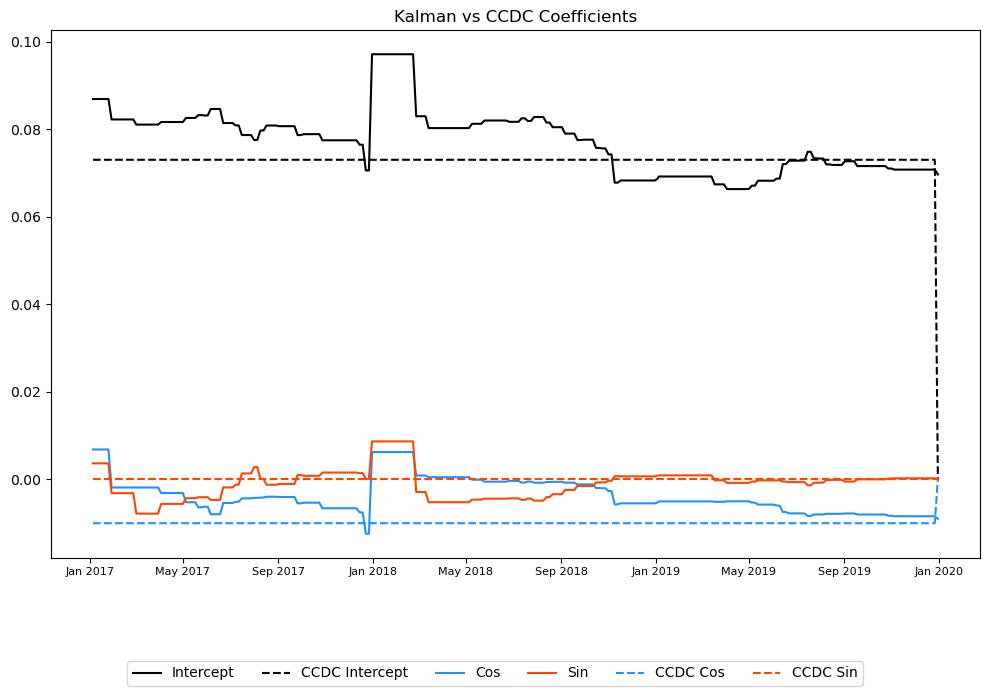 Kalman vs CCDC Coefficients
0.10
0.08
0.06
0.04
0.02
0.00
Jan 2017 May 2017 Sep 2017 Jan 2018 May 2018 Sep 2018 Jan 2019 May 2019 Sep 2019 Jan 2020
Intercept CCDC Intercept Cos Sin CCDC Cos CCDC Sin